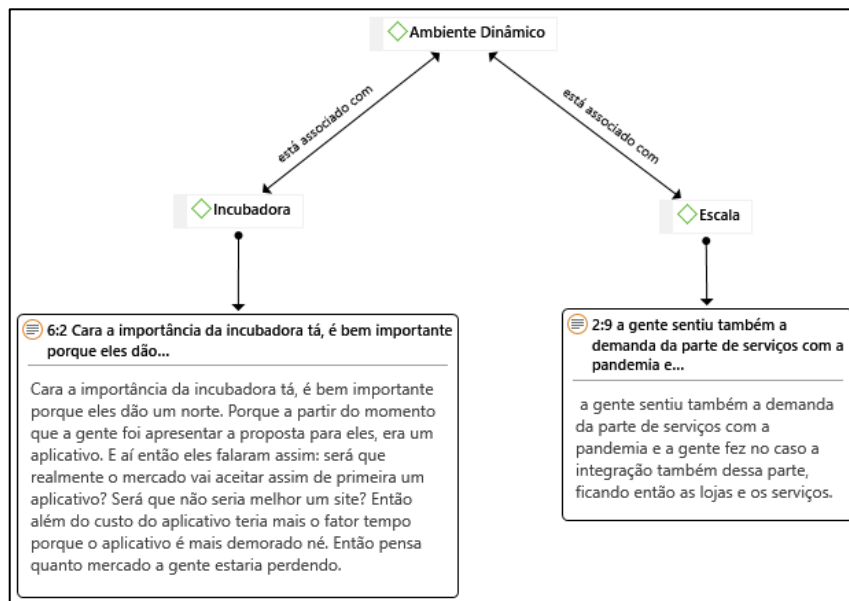 Ambiente Dinâmico
está associado com
está associado com
Incubadora
Escala
6:2 Cara a importância da incubadora tá, é bem importante
porque eles dão...
Cara a importância da incubadora tá, é bem importante
porque eles dão um norte. Porque a partir do momento
que a gente foi apresentar a proposta para eles, era um
aplicativo. E aí então eles falaram assim: será que
realmente o mercado vai aceitar assim de primeira um
aplicativo? Será que não seria melhor um site? Então
além do custo do aplicativo teria mais o fator tempo
porque o aplicativo é mais demorado né. Então pensa
quanto mercado a gente estaria perdendo.
2:9 a gente sentiu também a
demanda da parte de serviços com a
pandemia e...
a gente sentiu também a demanda
da parte de serviços com a
pandemia e a gente fez no caso a
integração também dessa parte,
ficando então as lojas e os serviços.